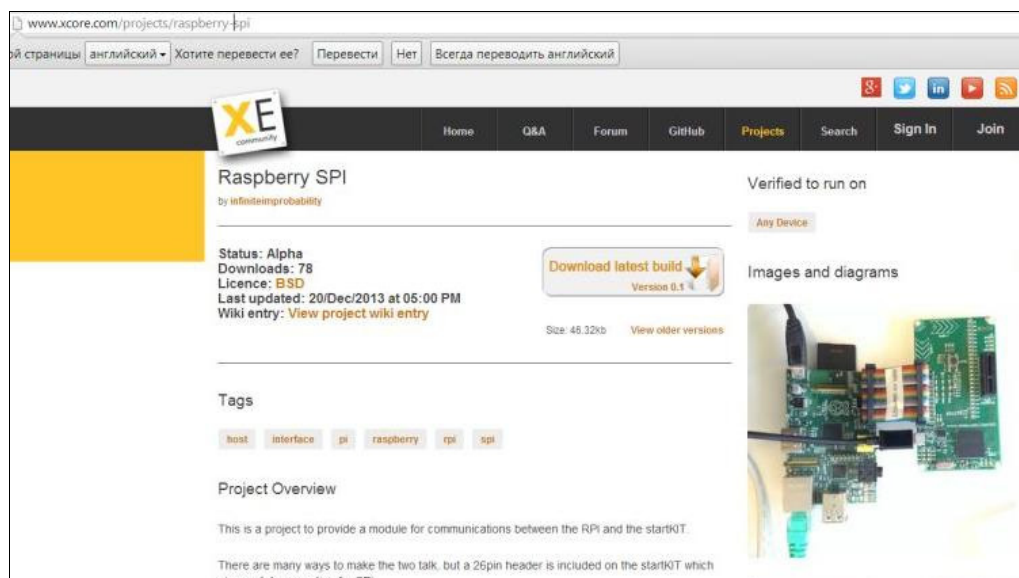 www.xcore.com/projects/raspberry-spi
ой страницы английский Хотите перевести ее? Перевести Нет Всегда переводить английский
XE
community
Home Q&A Forum GitHub Projects Search Sign In Join
Raspberry SPI
by infiniteimprobability
Verified to run on
Any Device
Status: Alpha
Downloads: 78
Licence: BSD
Last updated: 20/Dec/2013 at 05:00 PM
Wiki entry: View project wiki entry
Download latest build
Version 0.1
Size: 46.32kb View older versions
Images and diagrams
Tags
host interface pi raspberry rpi spi
Project Overview
This is a project to provide a module for communications between the RPI and the startKIT.
There are many ways to make the two talk, but a 26pin header is included on the startKIT which